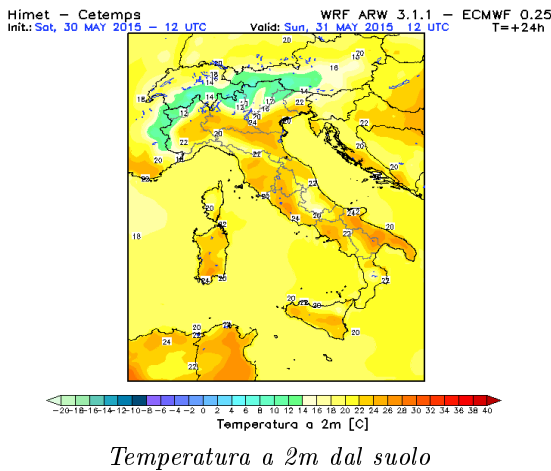 Himet – Cetemps WRF ARW 3.1.1 – ECMWF 0.25
Init.: Sat, 30 MAY 2015 – 12 UTC Valid: Sun, 31 MAY 2015 12 UTC T=+24h
-20 -18 -16 -14 -12 -10 -8 -6 -4 -2 0 2 4 6 8 10 12 14 16 18 20 22 24 26 28 30 32 34 36 38 40
Temperatura a 2m [C]
Temperatura a 2m dal suolo